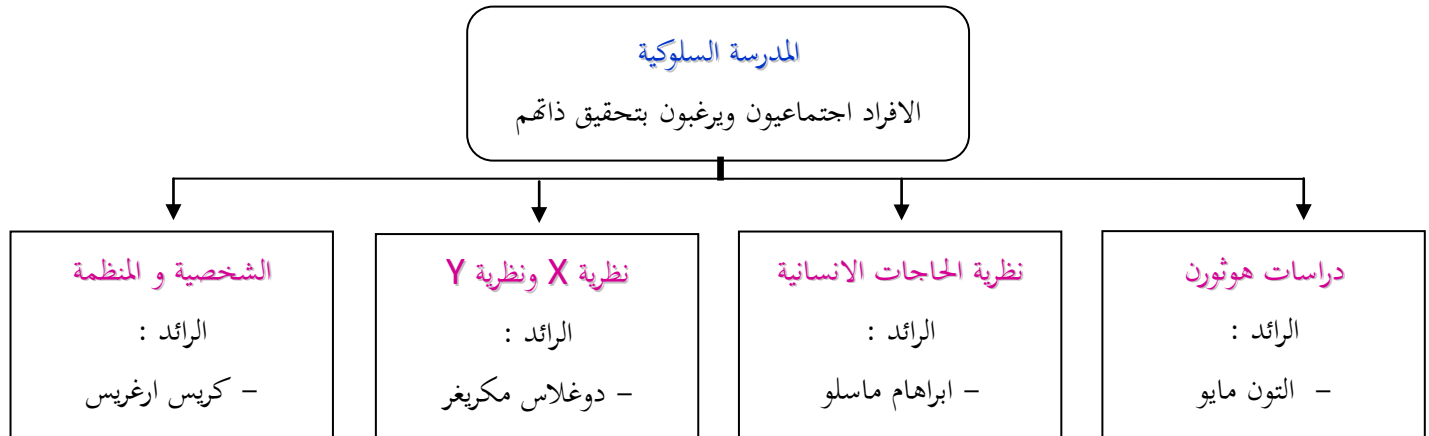 المدرسة السلوكية
الافراد اجتماعيون ويرغبون بتحقيق ذاتهم
دراسات هوثورن
الرائد :
– التون مايو
نظرية الحاجات الانسانية
الرائد :
– ابراهام ماسلو
نظرية X ونظرية Y
الرائد :
– دوغلاس مكريغر
الشخصية و المنظمة
الرائد :
– كريس ارغريس